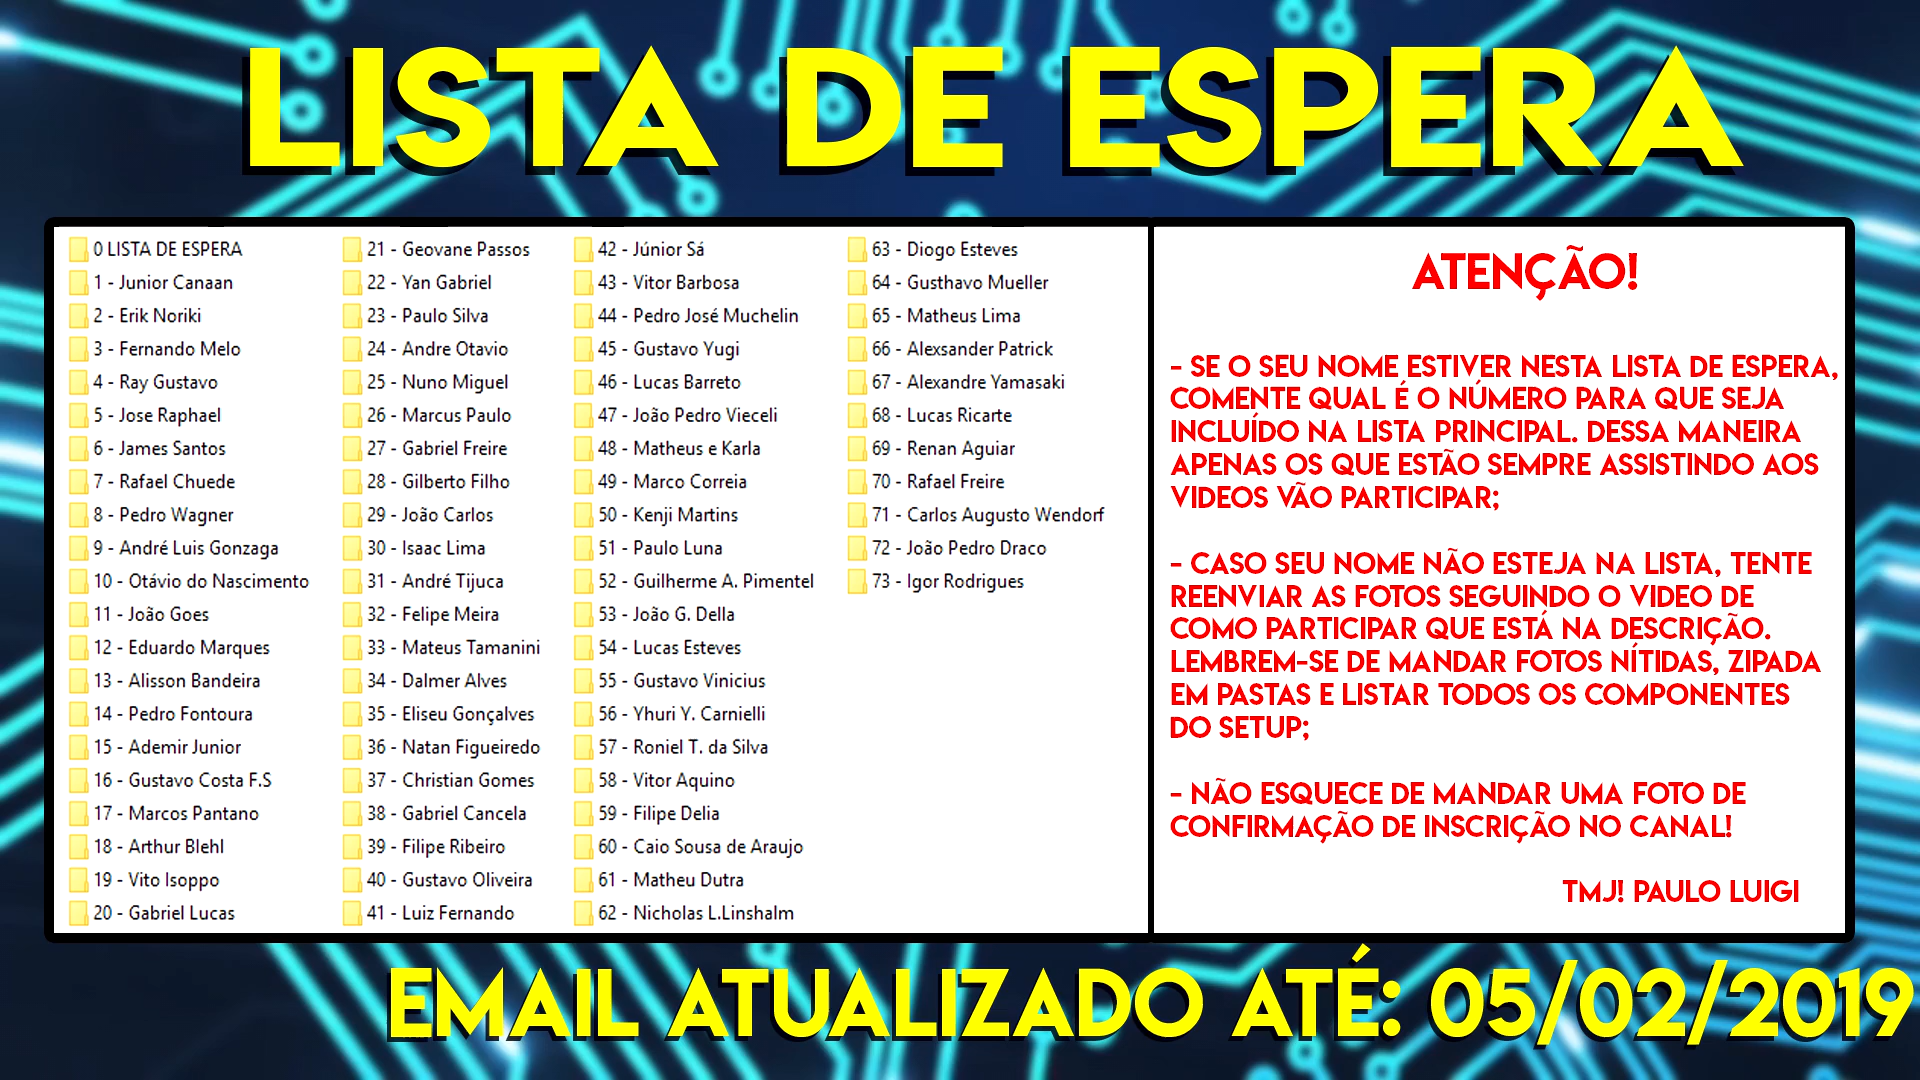 LISTA DE ESPERA
0 LISTA DE ESPERA
1 - Junior Canaan
2 - Erik Noriki
3 - Fernando Melo
4 - Ray Gustavo
5 - Jose Raphael
6 - James Santos
7 - Rafael Chuede
8 - Pedro Wagner
9 - André Luis Gonzaga
10 - Otávio do Nascimento
11 - João Goes
12 - Eduardo Marques
13 - Alisson Bandeira
14 - Pedro Fontoura
15 - Ademir Junior
16 - Gustavo Costa F.S
17 - Marcos Pantano
18 - Arthur Blehl
19 - Vito Isoppo
20 - Gabriel Lucas
21 - Geovane Passos
22 - Yan Gabriel
23 - Paulo Silva
24 - Andre Otavio
25 - Nuno Miguel
26 - Marcus Paulo
27 - Gabriel Freire
28 - Gilberto Filho
29 - João Carlos
30 - Isaac Lima
31 - André Tijuca
32 - Felipe Meira
33 - Mateus Tamanini
34 - Dalmer Alves
35 - Eliseu Gonçalves
36 - Natan Figueiredo
37 - Christian Gomes
38 - Gabriel Cancela
39 - Filipe Ribeiro
40 - Gustavo Oliveira
41 - Luiz Fernando
42 - Júnior Sá
43 - Vitor Barbosa
44 - Pedro José Muchelin
45 - Gustavo Yugi
46 - Lucas Barreto
47 - João Pedro Vieceli
48 - Matheus e Karla
49 - Marco Correia
50 - Kenji Martins
51 - Paulo Luna
52 - Guilherme A. Pimentel
53 - João G. Della
54 - Lucas Esteves
55 - Gustavo Vinicius
56 - Yhuri Y. Carnielli
57 - Roniel T. da Silva
58 - Vitor Aquino
59 - Filipe Delia
60 - Caio Sousa de Araujo
61 - Matheu Dutra
62 - Nicholas L.Linshalm
63 - Diogo Esteves
64 - Gusthavo Mueller
65 - Matheus Lima
66 - Alexsander Patrick
67 - Alexandre Yamasaki
68 - Lucas Ricarte
69 - Renan Aguiar
70 - Rafael Freire
71 - Carlos Augusto Wendorf
72 - João Pedro Draco
73 - Igor Rodrigues
ATENÇÃO!
- SE O SEU NOME ESTIVER NESTA LISTA DE ESPERA,
COMENTE QUAL É O NÚMERO PARA QUE SEJA
INCLUÍDO NA LISTA PRINCIPAL. DESSA MANEIRA
APENAS OS QUE ESTÃO SEMPRE ASSISTINDO AOS
VIDEOS VÃO PARTICIPAR;
- CASO SEU NOME NÃO ESTEJA NA LISTA, TENTE
REENVIAR AS FOTOS SEGUINDO O VIDEO DE
COMO PARTICIPAR QUE ESTÁ NA DESCRIÇÃO.
LEMBREM-SE DE MANDAR FOTOS NÍTIDAS, ZIPADA
EM PASTAS E LISTAR TODOS OS COMPONENTES
DO SETUP;
- NÃO ESQUECE DE MANDAR UMA FOTO DE
CONFIRMAÇÃO DE INSCRIÇÃO NO CANAL!
TMJ! PAULO LUIGI
EMAIL ATUALIZADO ATÉ: 05/02/2019